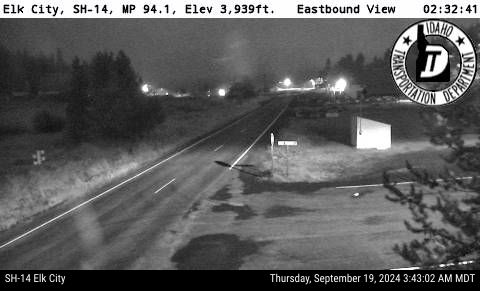 Elk City, SH-14, MP 94.1, Elev 3,939ft.   Eastbound View    02:32:41
IDAHO
TRANSPORTATION DEPARTMENT
SH-14 Elk City
Thursday, September 19, 2024 3:43:02 AM MDT